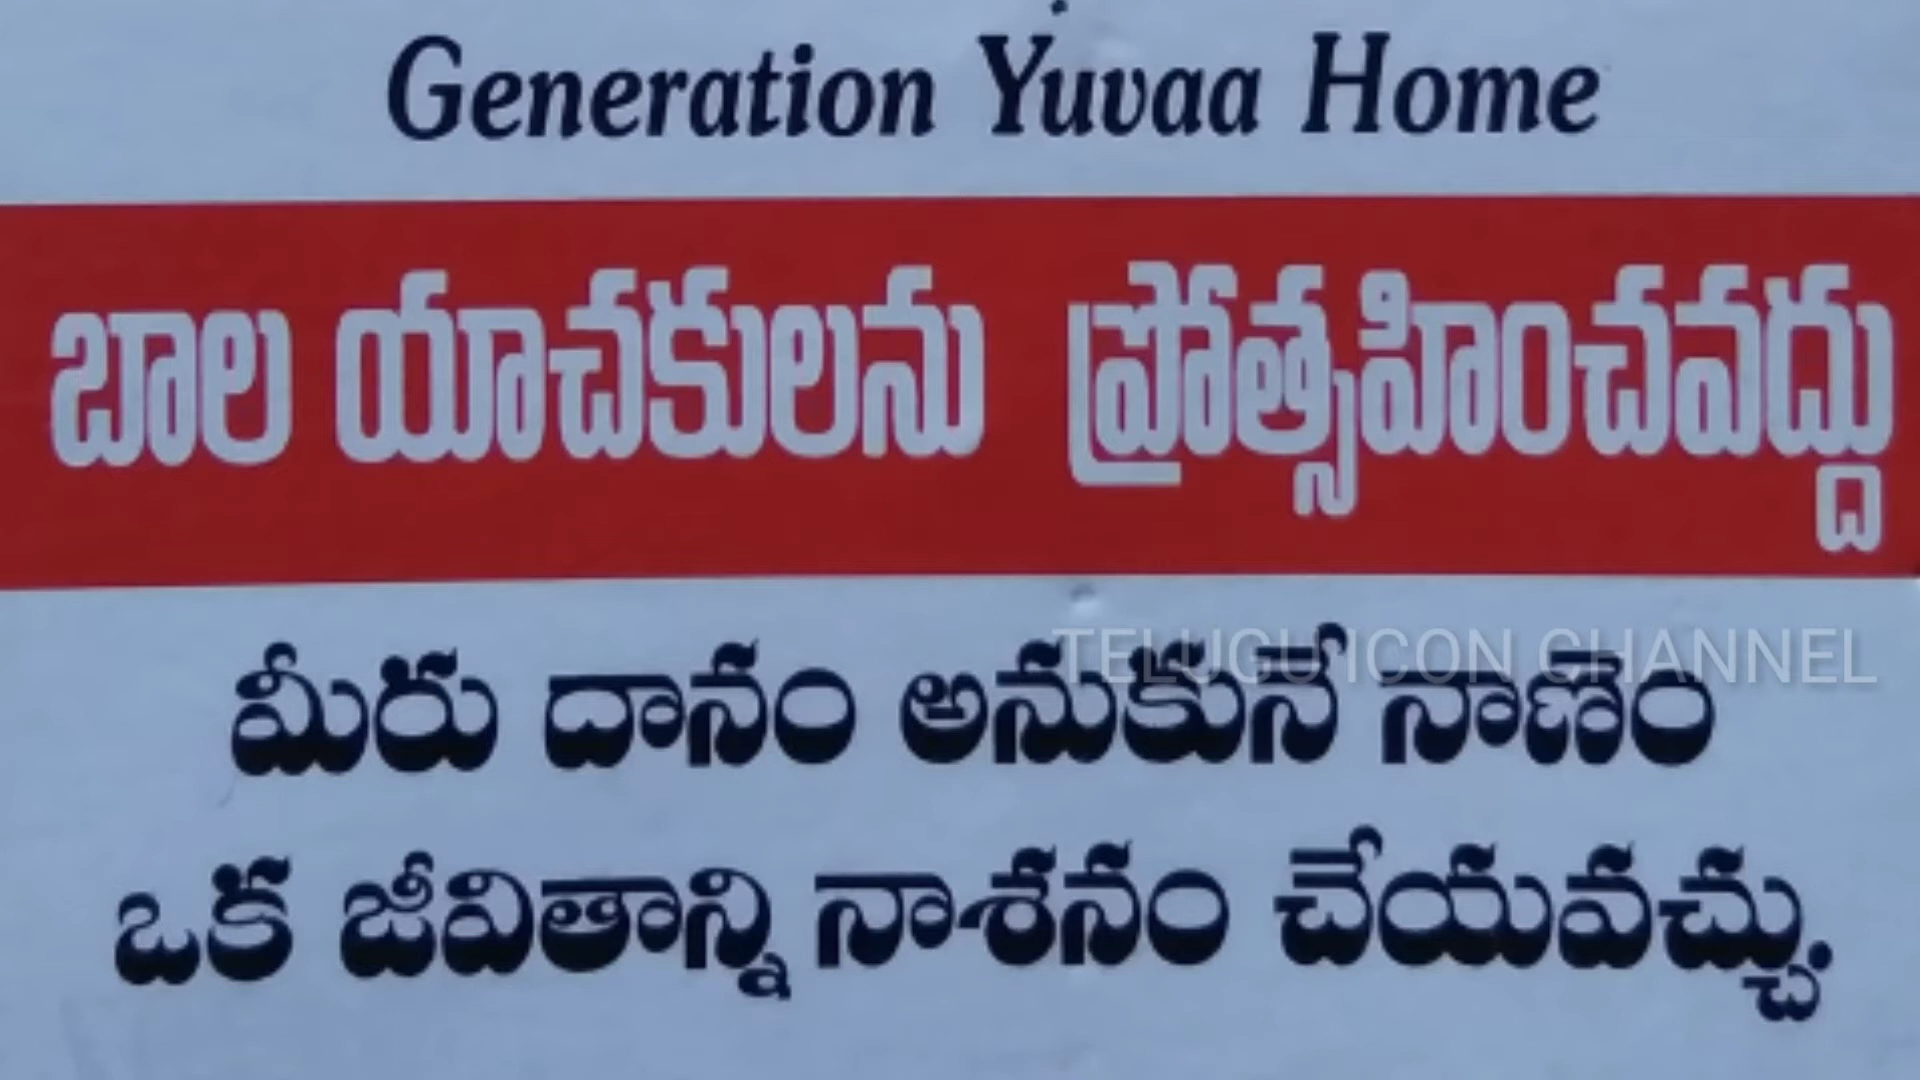 Generation Yuvaa Home
బాల యాచకులను ప్రోత్సహించవద్దు
మీరు దానం అనుకునే నాణెం
ఒక జీవితాన్ని నాశనం చేయవచ్చు.
TELUGU ICON CHANNEL